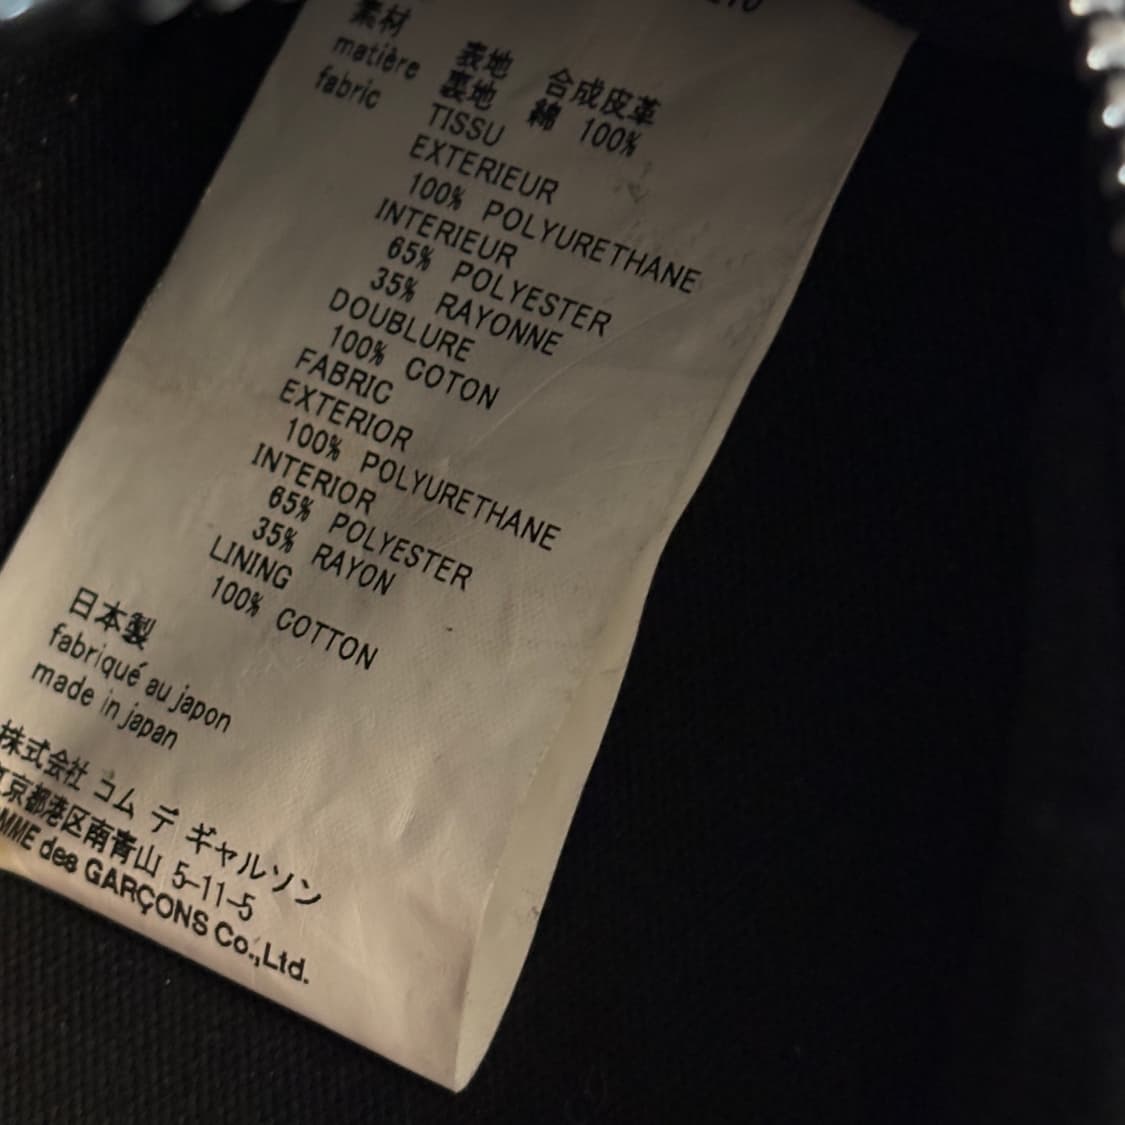 素材
matière
fabric
表地 合成皮革
裏地 綿 100%
TISSU
EXTERIEUR
100% POLYURETHANE
INTERIEUR
65% POLYESTER
35% RAYONNE
DOUBLURE
100% COTON
FABRIC
EXTERIOR
100% POLYURETHANE
INTERIOR
65% POLYESTER
35% RAYON
LINING
100% COTTON
日本製
fabriqué au japon
made in japan
株式会社 コム デ ギャルソン
京都港区南青山 5-11-5
MME des GARÇONS Co.,Ltd.